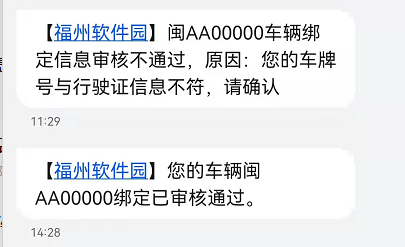 【福州软件园】闽AA00000车辆绑
定信息审核不通过，原因：您的车牌
号与行驶证信息不符，请确认
11:29
【福州软件园】您的车辆闽
AA00000绑定已审核通过。
14:28